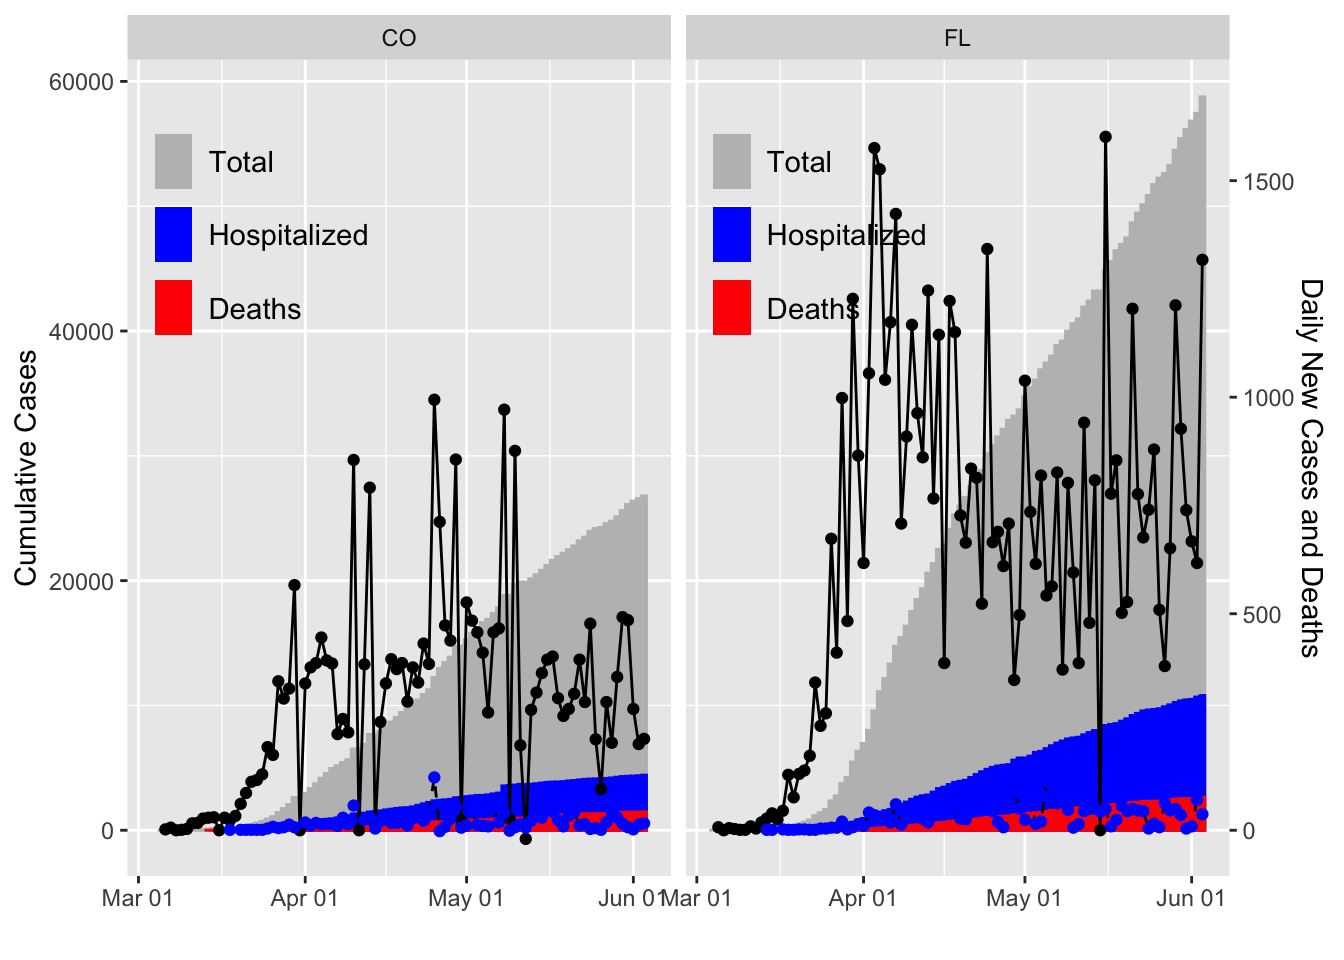 CO
FL
60000
40000
20000
0
Cumulative Cases
Total
Hospitalized
Deaths
Total
Hospitalized
Deaths
1500
1000
500
0
Daily New Cases and Deaths
Mar 01
Apr 01
May 01
Jun 01
Mar 01
Apr 01
May 01
Jun 01